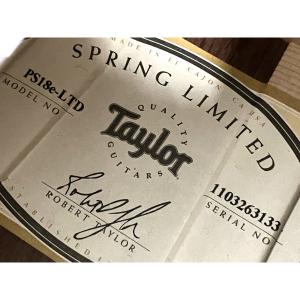 MADE IN EL CAJON, CA USA
SPRING LIMITED
PS18e-LTD
MODEL NO
QUALITY
Taylor
GUITARS
ROBERT TAYLOR
1103263133
SERIAL NO
ESTABLISHED